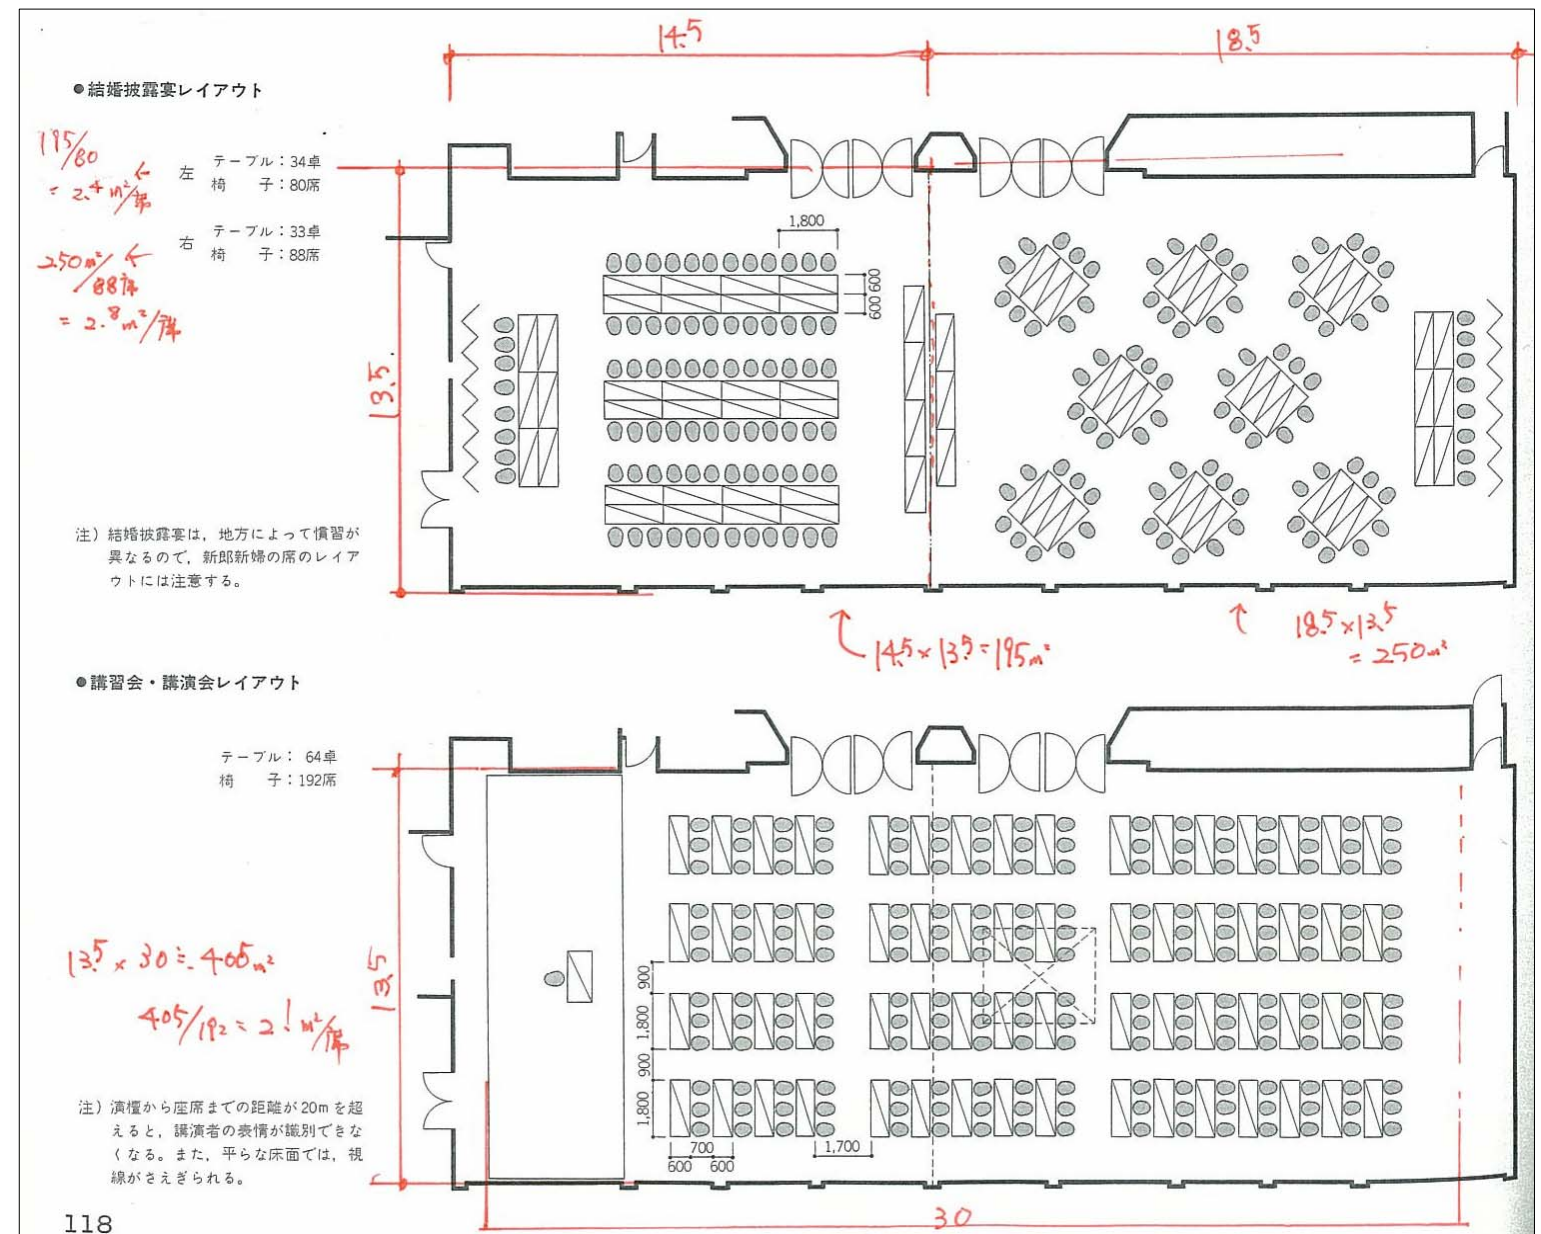 14.5
18.5
●結婚披露宴レイアウト
195/80
= 2.4 m²/席
左 テーブル：34卓
椅　子：80席
250m²/88席
= 2.8 m²/席
右 テーブル：33卓
椅　子：88席
1,800
600
600
13.5
注）結婚披露宴は，地方によって慣習が
異なるので，新郎新婦の席のレイア
ウトには注意する。
14.5×13.5=195m²
18.5×13.5
=250m²
●講習会・講演会レイアウト
テーブル： 64卓
椅　子：192席
13.5
13.5 × 30 ≒ 405m²
405/192 = 2.1 m²/席
900
1,800
900
1,800
700
600 600
1,700
注）演壇から座席までの距離が20mを超
えると，講演者の表情が識別できな
くなる。また，平らな床面では，視
線がさえぎられる。
30
118